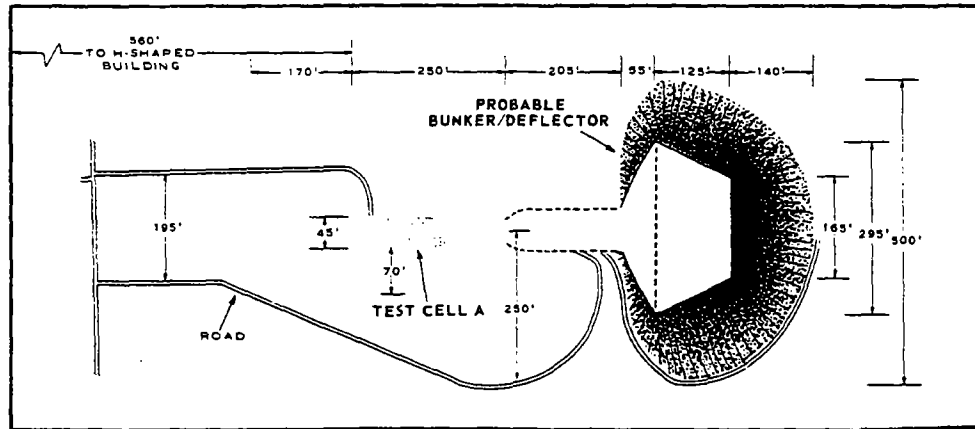 560'
TO H-SHAPED
BUILDING
170'
250'
205'
55'
125'
140'
PROBABLE
BUNKER/DEFLECTOR
195'
45'
70'
TEST CELL A
250'
ROAD
165'
295'
500'